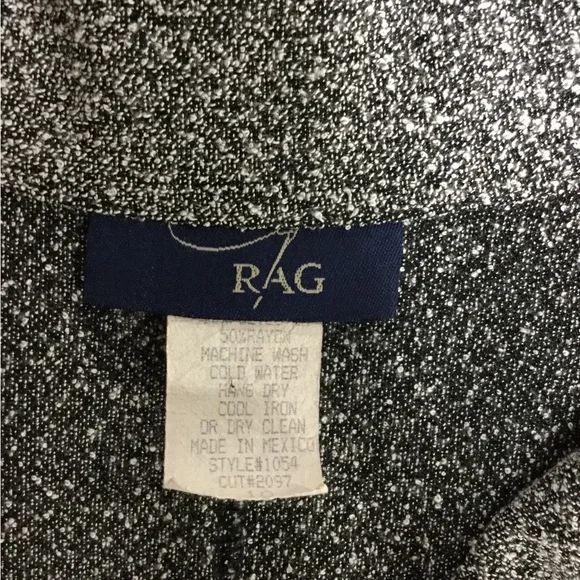 RAG
50%RAYON
MACHINE WASH
COLD WATER
HANG DRY
COOL IRON
OR DRY CLEAN
MADE IN MEXICO
STYLE#1054
CUT#2097